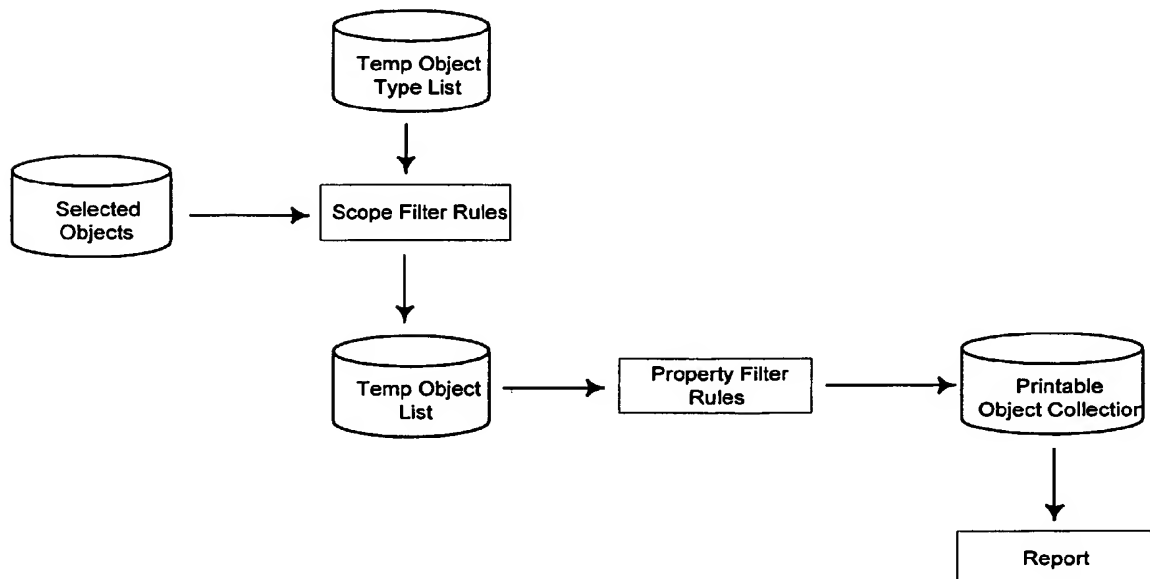 Temp Object
Type List
Selected
Objects
Scope Filter Rules
Temp Object
List
Property Filter
Rules
Printable
Object Collection
Report